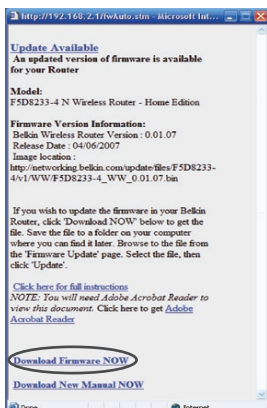 http://192.168.2.1/fwAuto.stm - Microsoft Int...
Update Available
An updated version of firmware is available
for your Router
Model:
F5D8233-4 N Wireless Router - Home Edition
Firmware Version Information:
Belkin Wireless Router Version : 0.01.07
Release Date : 04/06/2007
Image location :
http://networking.belkin.com/update/files/F5D8233-
4/v1/WW/F5D8233-4_WW_0.01.07.bin
If you wish to update the firmware in your Belkin
Router, click 'Download NOW' below to get the
file. Save the file to a folder on your computer
where you can find it later. Browse to the file from
the 'Firmware Update' page. Select the file, then
click 'Update'.
Click here for full instructions
NOTE: You will need Adobe Acrobat Reader to
view this document. Click here to get Adobe
Acrobat Reader
Download Firmware NOW
Download New Manual NOW
Done
Internet